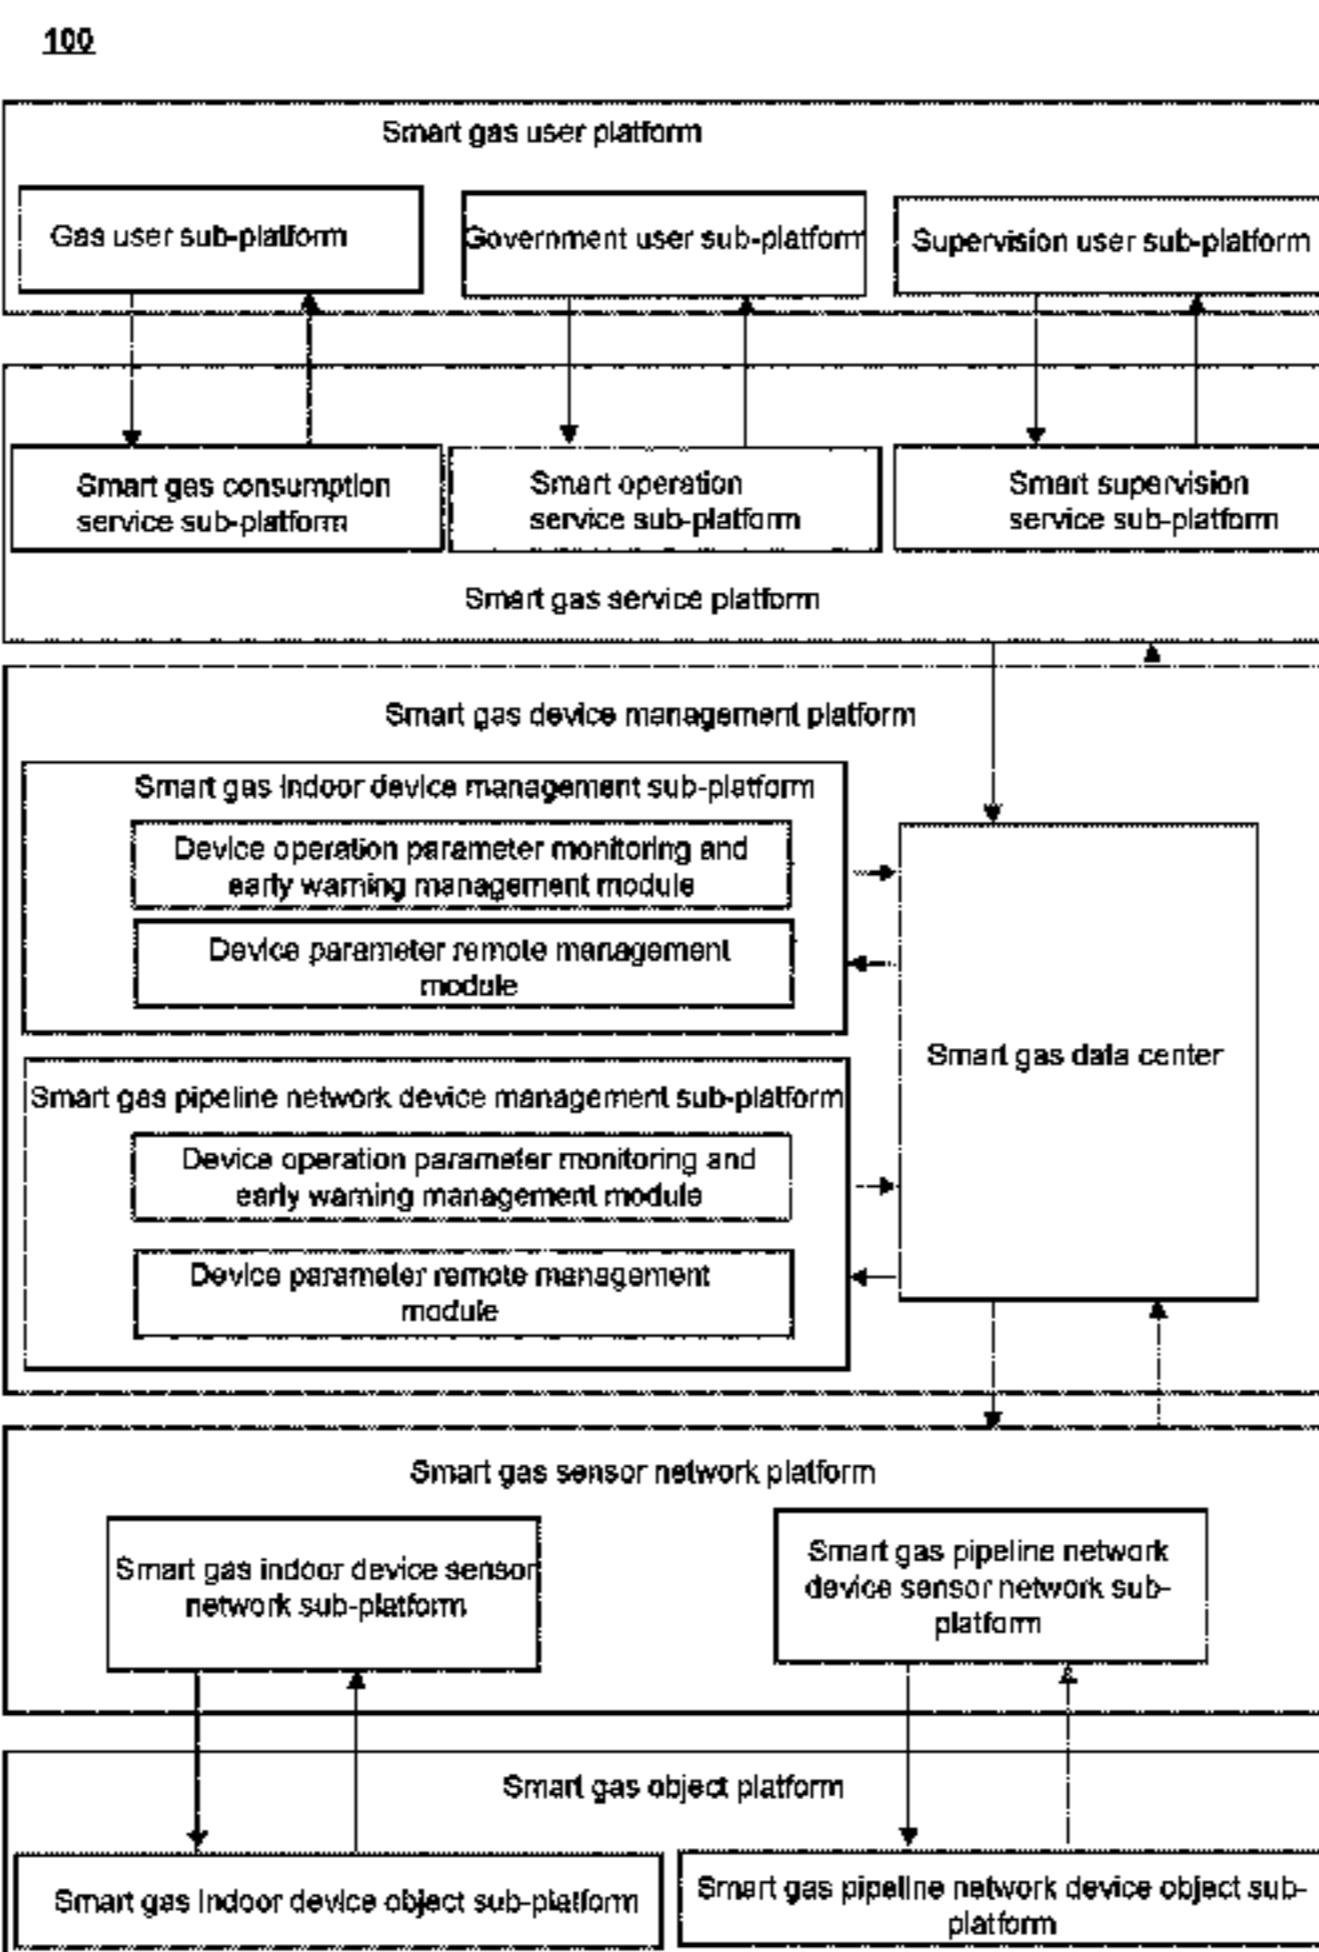 100
Smart gas user platform
Gas user sub-platform
Government user sub-platform
Supervision user sub-platform
Smart gas consumption
service sub-platform
Smart operation
service sub-platform
Smart supervision
service sub-platform
Smart gas service platform
Smart gas device management platform
Smart gas indoor device management sub-platform
Device operation parameter monitoring and
early warning management module
Device parameter remote management
module
Smart gas data center
Smart gas pipeline network device management sub-platform
Device operation parameter monitoring and
early warning management module
Device parameter remote management
module
Smart gas sensor network platform
Smart gas indoor device sensor
network sub-platform
Smart gas pipeline network
device sensor network sub-
platform
Smart gas object platform
Smart gas indoor device object sub-platform
Smart gas pipeline network device object sub-
platform